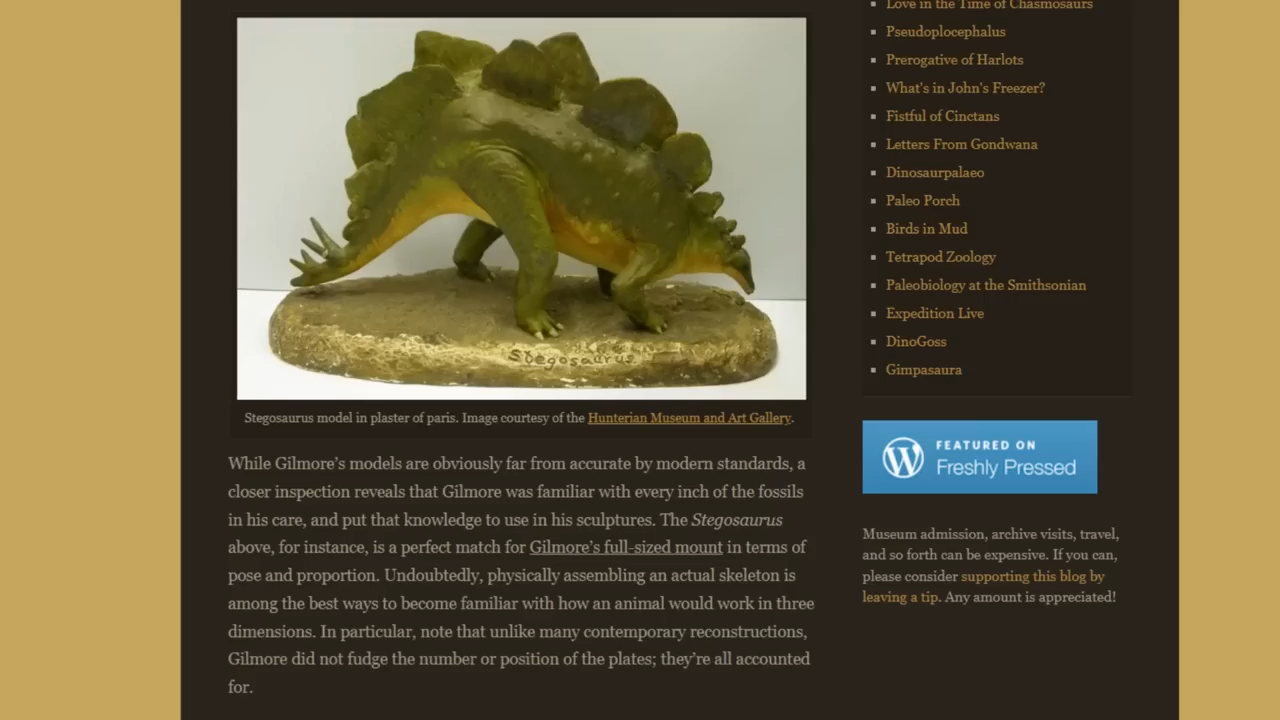 Love in the Time of Chasmosaurs
Pseudoplocephalus
Prerogative of Harlots
What's in John's Freezer?
Fistful of Cinctans
Letters From Gondwana
Dinosaurpalaeo
Paleo Porch
Birds in Mud
Tetrapod Zoology
Paleobiology at the Smithsonian
Expedition Live
DinoGoss
Gimpasaura
Stegosaurus
Stegosaurus model in plaster of paris. Image courtesy of the Hunterian Museum and Art Gallery.
While Gilmore’s models are obviously far from accurate by modern standards, a
closer inspection reveals that Gilmore was familiar with every inch of the fossils
in his care, and put that knowledge to use in his sculptures. The Stegosaurus
above, for instance, is a perfect match for Gilmore’s full-sized mount in terms of
pose and proportion. Undoubtedly, physically assembling an actual skeleton is
among the best ways to become familiar with how an animal would work in three
dimensions. In particular, note that unlike many contemporary reconstructions,
Gilmore did not fudge the number or position of the plates; they’re all accounted
for.
FEATURED ON
Freshly Pressed
Museum admission, archive visits, travel,
and so forth can be expensive. If you can,
please consider supporting this blog by
leaving a tip. Any amount is appreciated!